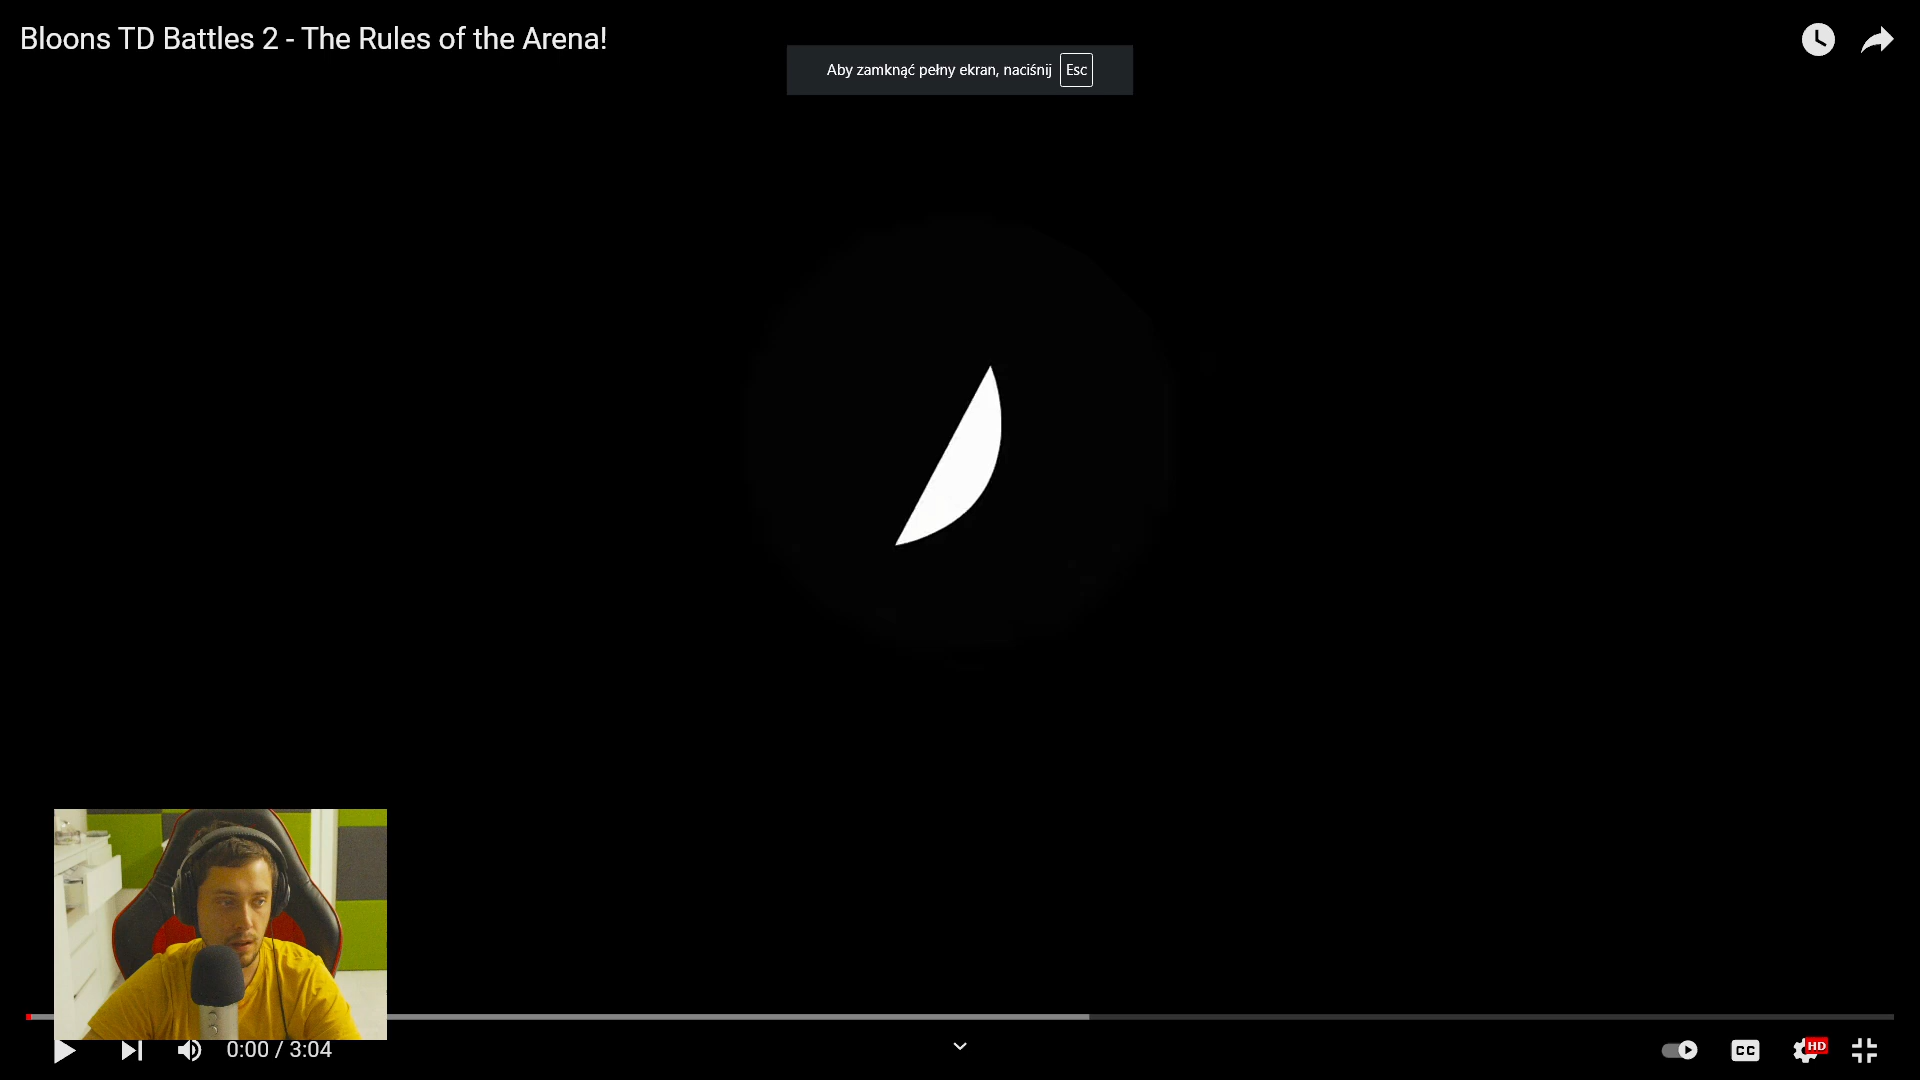 Bloons TD Battles 2 - The Rules of the Arena!
Aby zamknąć pełny ekran, naciśnij Esc
0:00 / 3:04
CC
HD